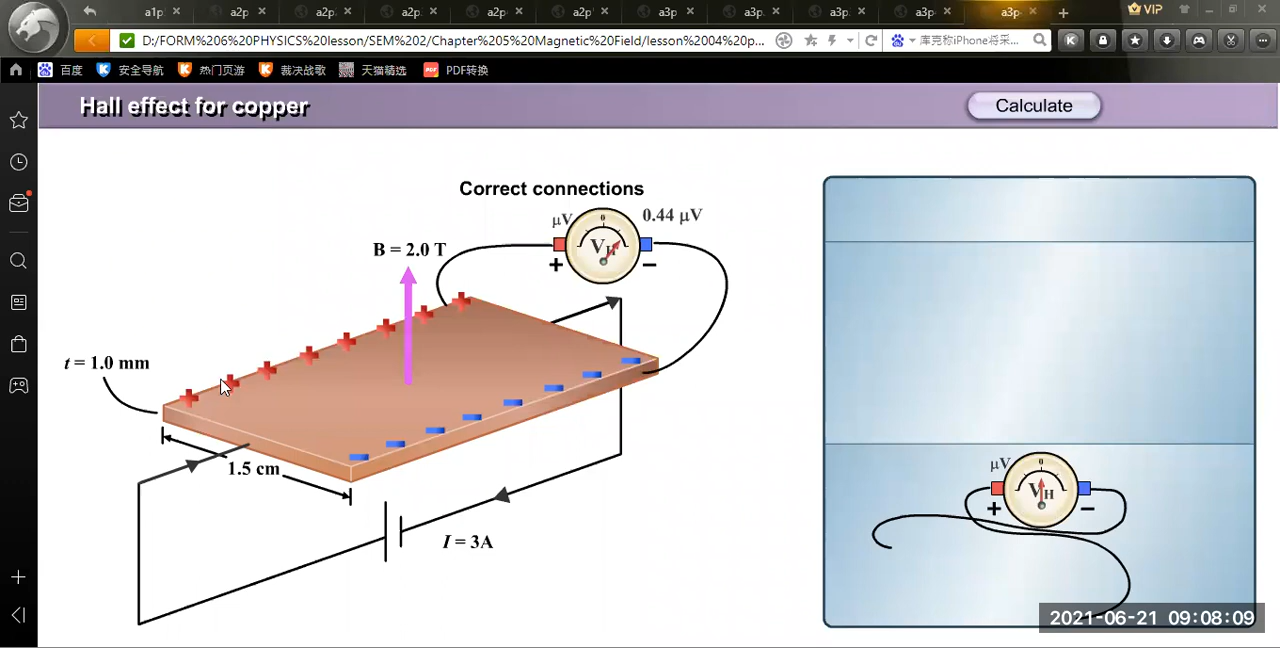 a1p
a2p
a2p.
a2p.
a2p
a2p'
a3p
a3p.
a3p.
a3p
a3p
VIP
D:/FORM%206%20PHYSICS%20lesson/SEM%202/Chapter%205%20Magnetic%20Field/lesson%2004%20p...
库克称iPhone将采...
K
百度
安全导航
热门页游
裁决战歌
天猫精选
PDF PDF转换
Hall effect for copper
Calculate
Correct connections
μV
0
0.44 μV
VH
+
−
B = 2.0 T
t = 1.0 mm
1.5 cm
I = 3A
μV
0
VH
+
−
2021-06-21 09:08:09